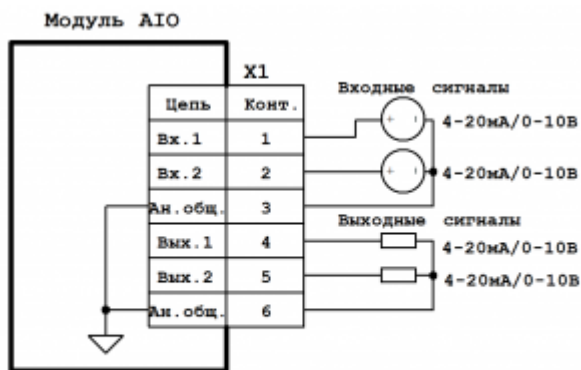 Модуль AIO
X1
Входные сигналы
Цепь Конт.
Вх.1 1 4-20мА/0-10В
Вх.2 2 4-20мА/0-10В
Ан.общ. 3
Выходные сигналы
Вых.1 4 4-20мА/0-10В
Вых.2 5 4-20мА/0-10В
Ан.общ. 6